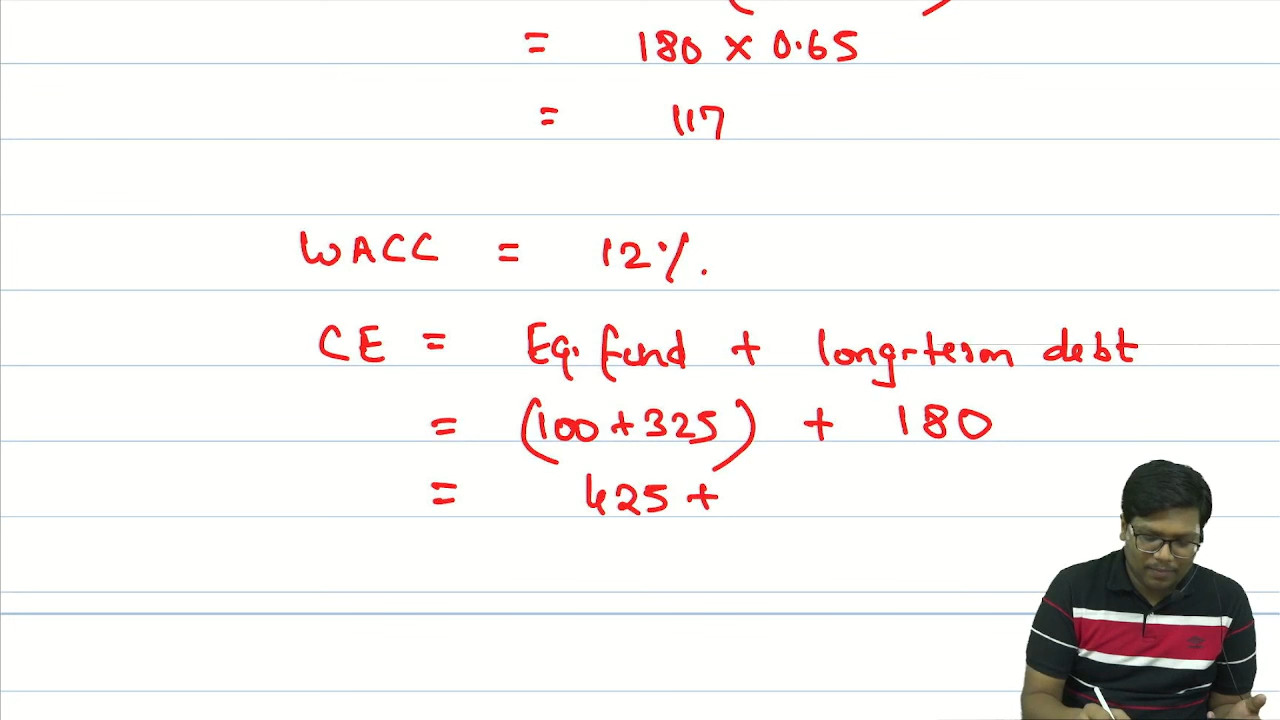 = 180 × 0.65
= 117
WACC = 12%.
CE = Eq. fund + long-term debt
= (100+325) + 180
= 425 +